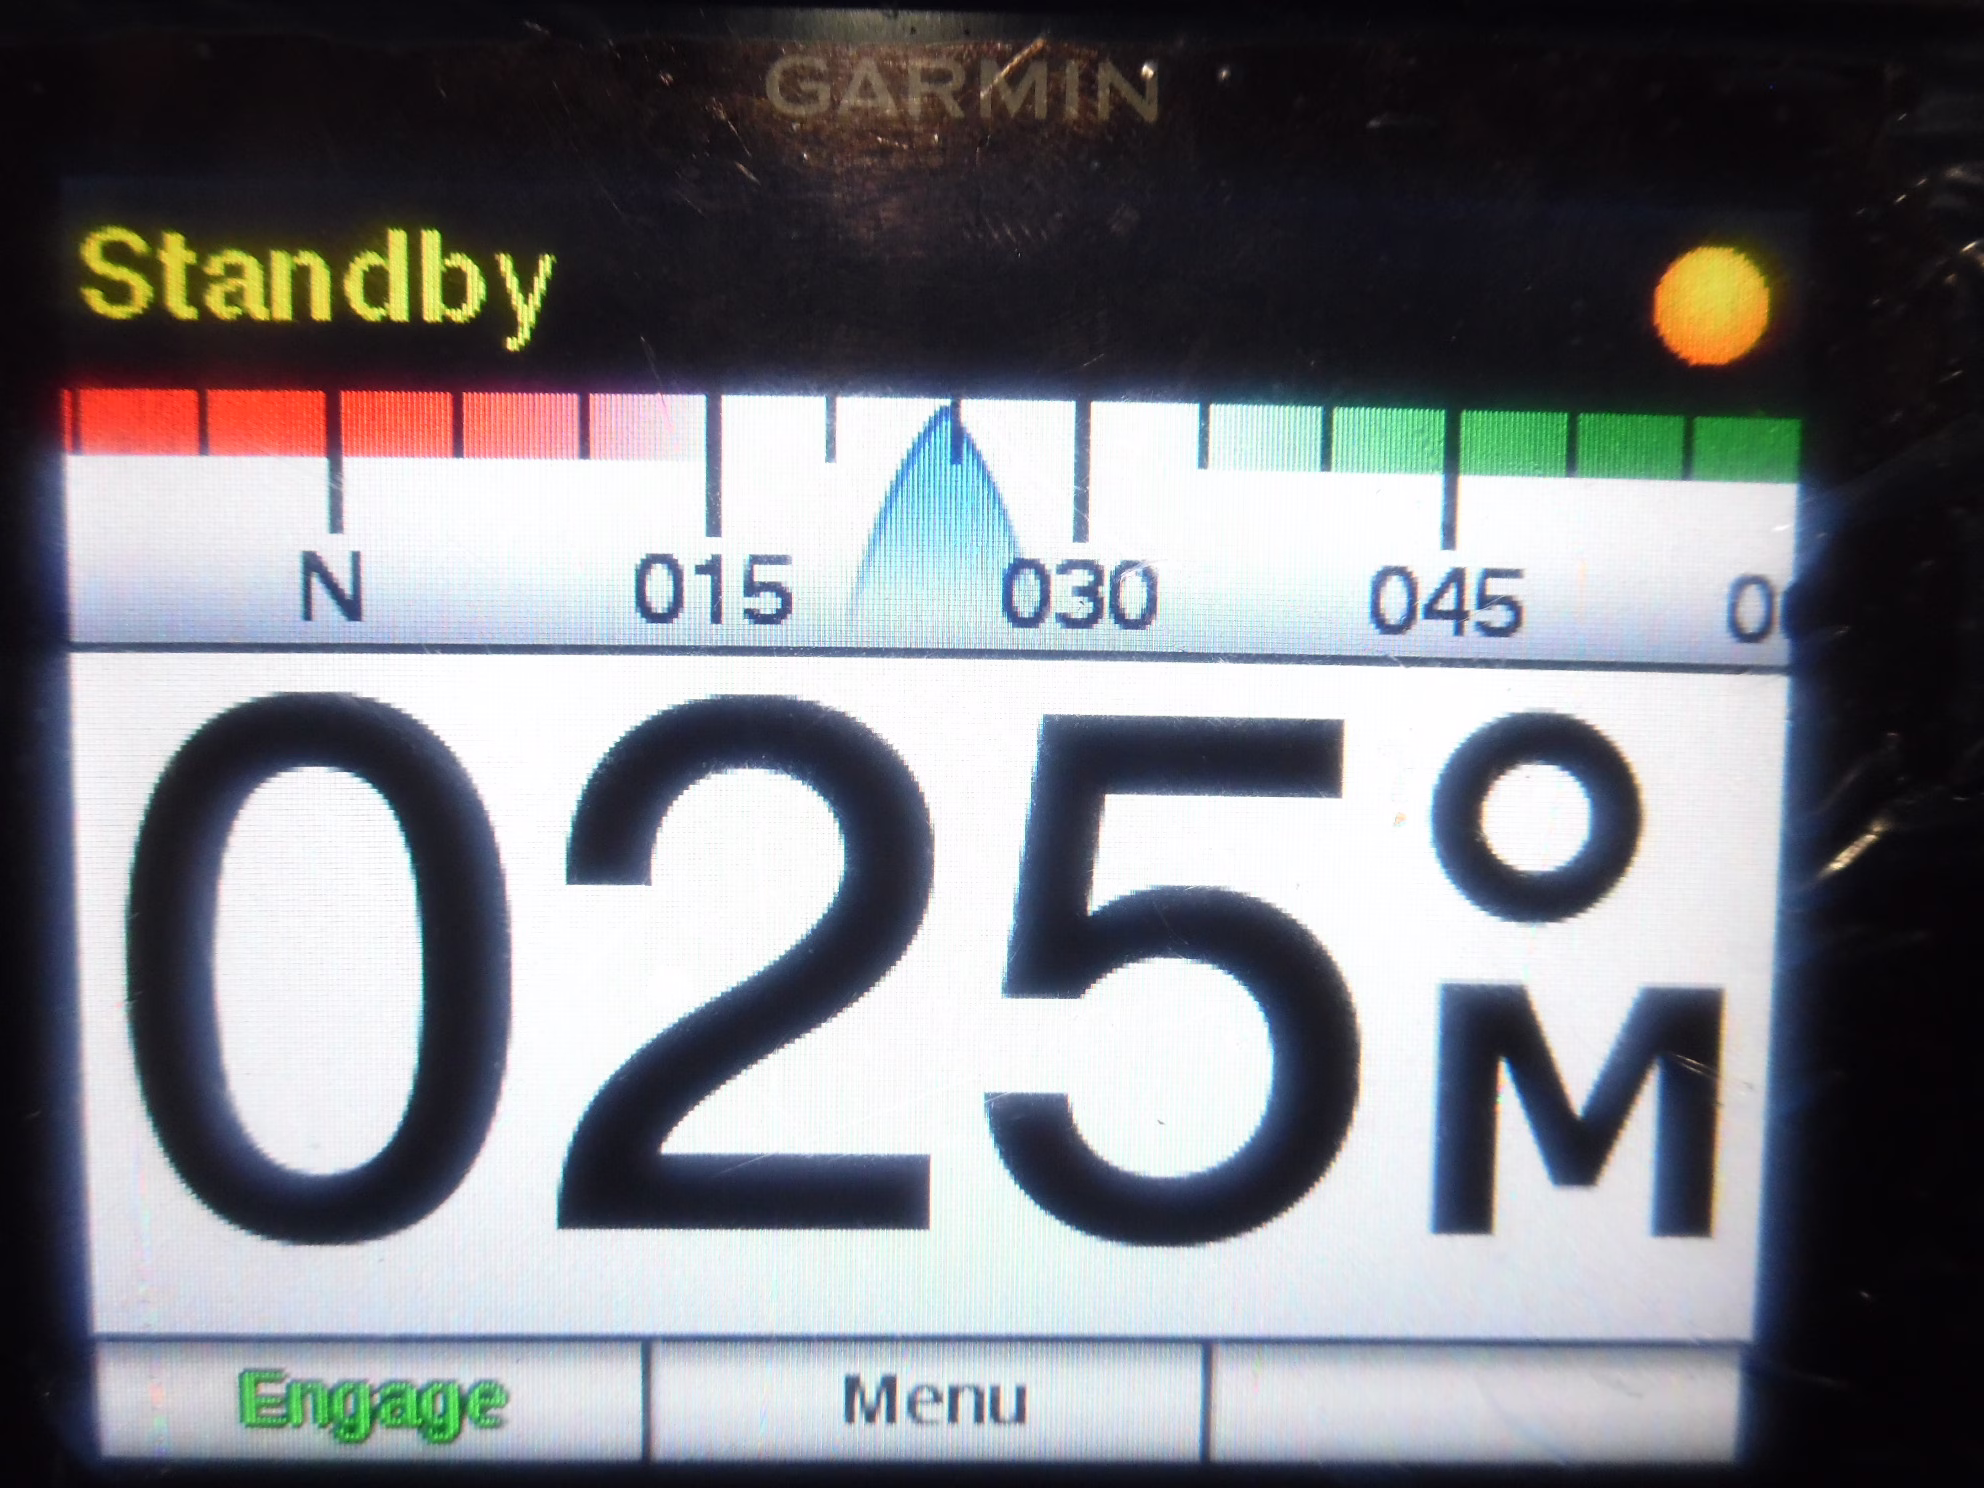 GARMIN
Standby
N 015 030 045
025°M
Engage Menu